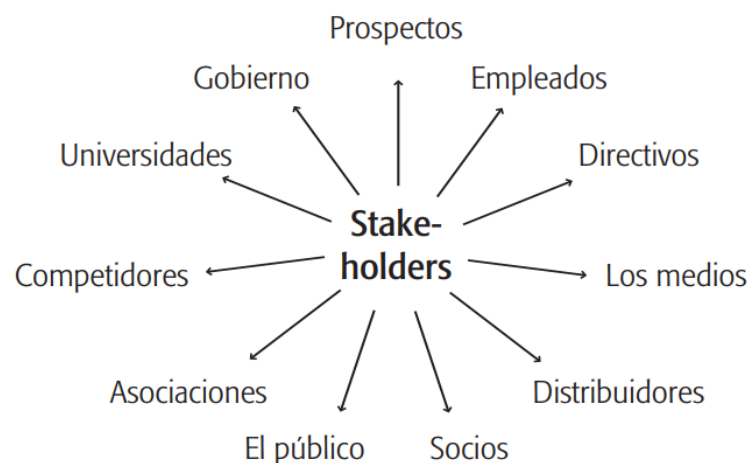 Prospectos
Gobierno
Empleados
Universidades
Directivos
Stake-
holders
Competidores
Los medios
Asociaciones
Distribuidores
El público
Socios